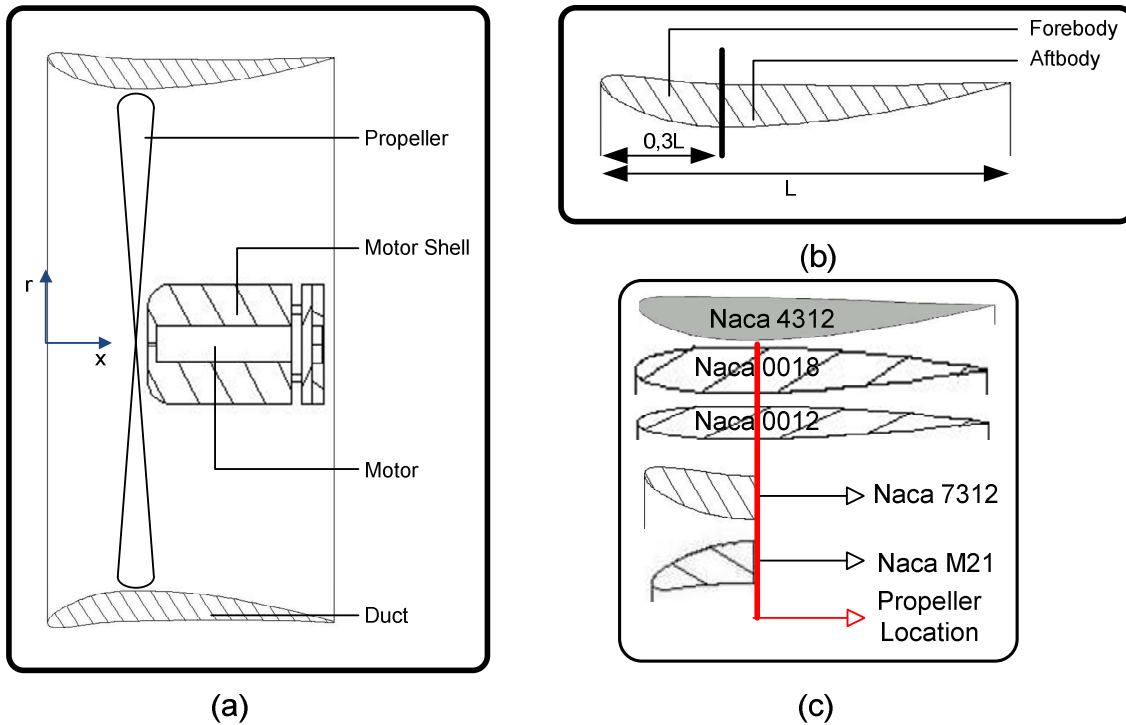 Propeller
Motor Shell
r
x
Motor
Duct
(a)
Forebody
Aftbody
0,3L
L
(b)
Naca 4312
Naca 0018
Naca 0012
Naca 7312
Naca M21
Propeller
Location
(c)